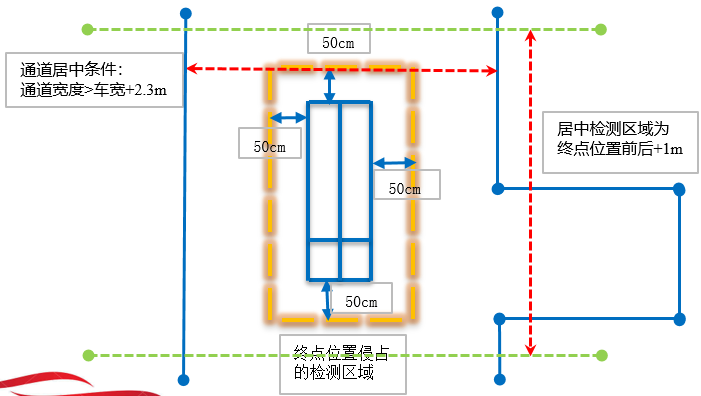 50cm
通道居中条件：
通道宽度>车宽+2.3m
50cm
居中检测区域为
终点位置前后+1m
50cm
50cm
终点位置侵占
的检测区域